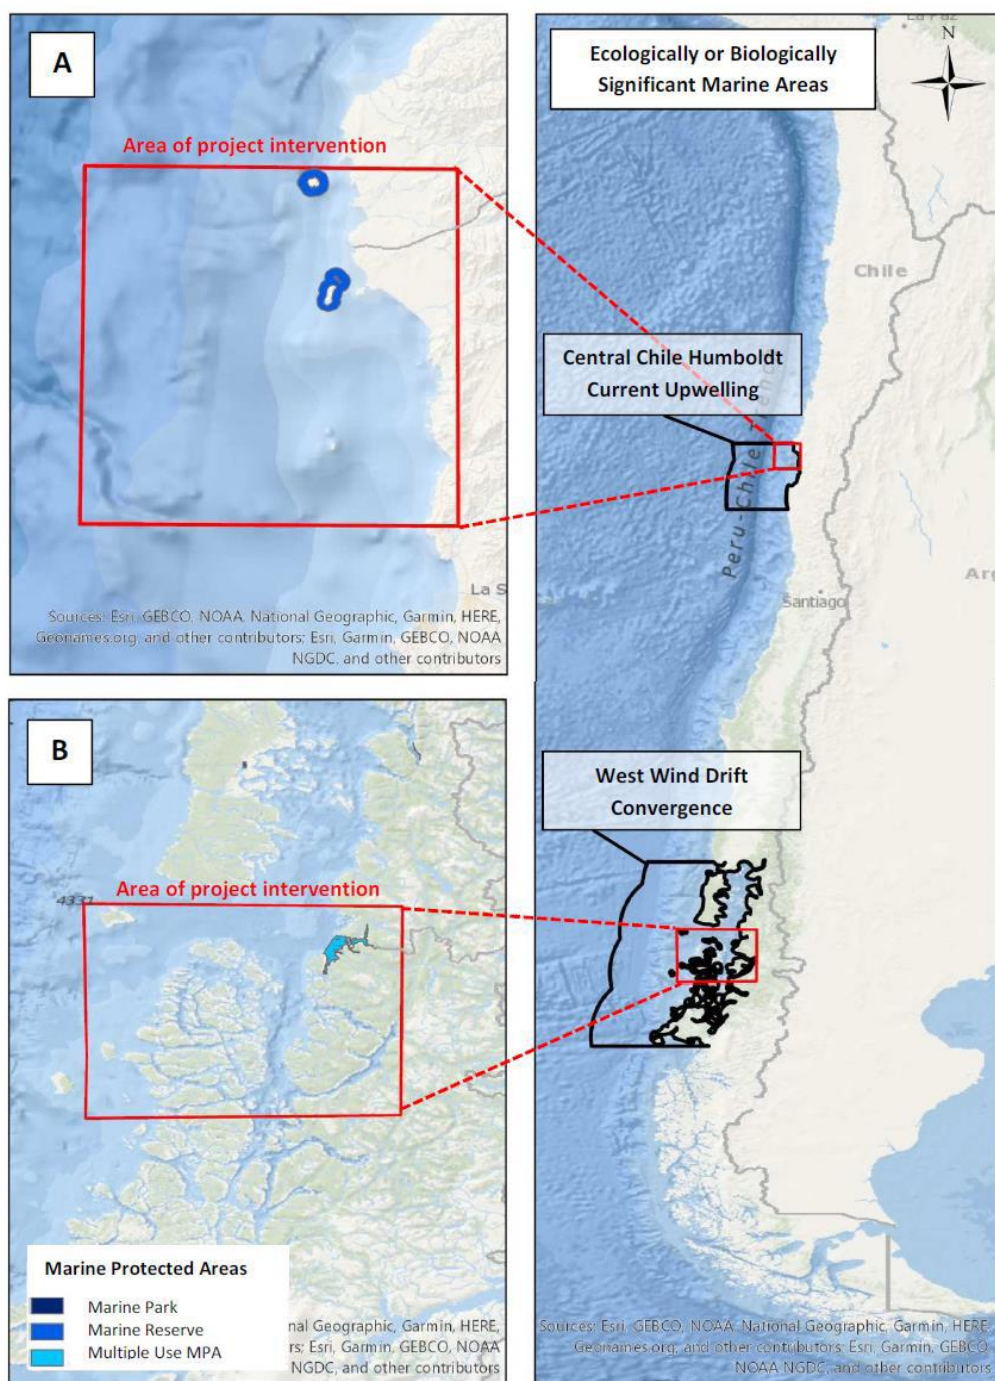 A
Area of project intervention
La S
Sources: Esri, GEBCO, NOAA, National Geographic, Garmin, HERE,
Geonames.org, and other contributors; Esri, Garmin, GEBCO, NOAA
NGDC, and other contributors
B
Area of project intervention
4331
Marine Protected Areas
Marine Park
Marine Reserve
Multiple Use MPA
nal Geographic, Garmin, HERE,
rs; Esri, Garmin, GEBCO, NOAA
NGDC, and other contributors
La Paz
N
Ecologically or Biologically
Significant Marine Areas
Chile
Central Chile Humboldt
Current Upwelling
Peru-Chile
Arg
Santiago
West Wind Drift
Convergence
Sources: Esri, GEBCO, NOAA, National Geographic, Garmin, HERE,
Geonames.org, and other contributors; Esri, Garmin, GEBCO,
NOAA NGDC, and other contributors